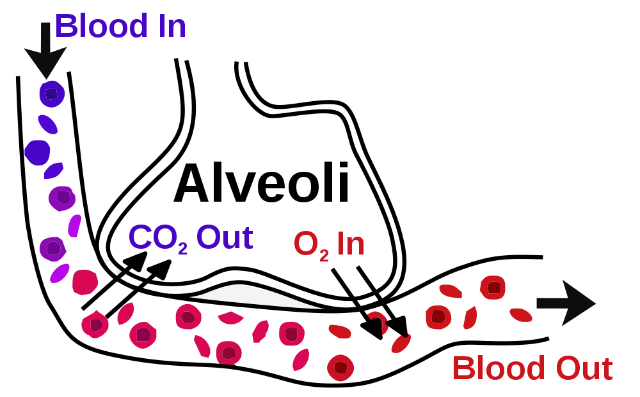 Blood In
Alveoli
CO₂ Out
O₂ In
Blood Out